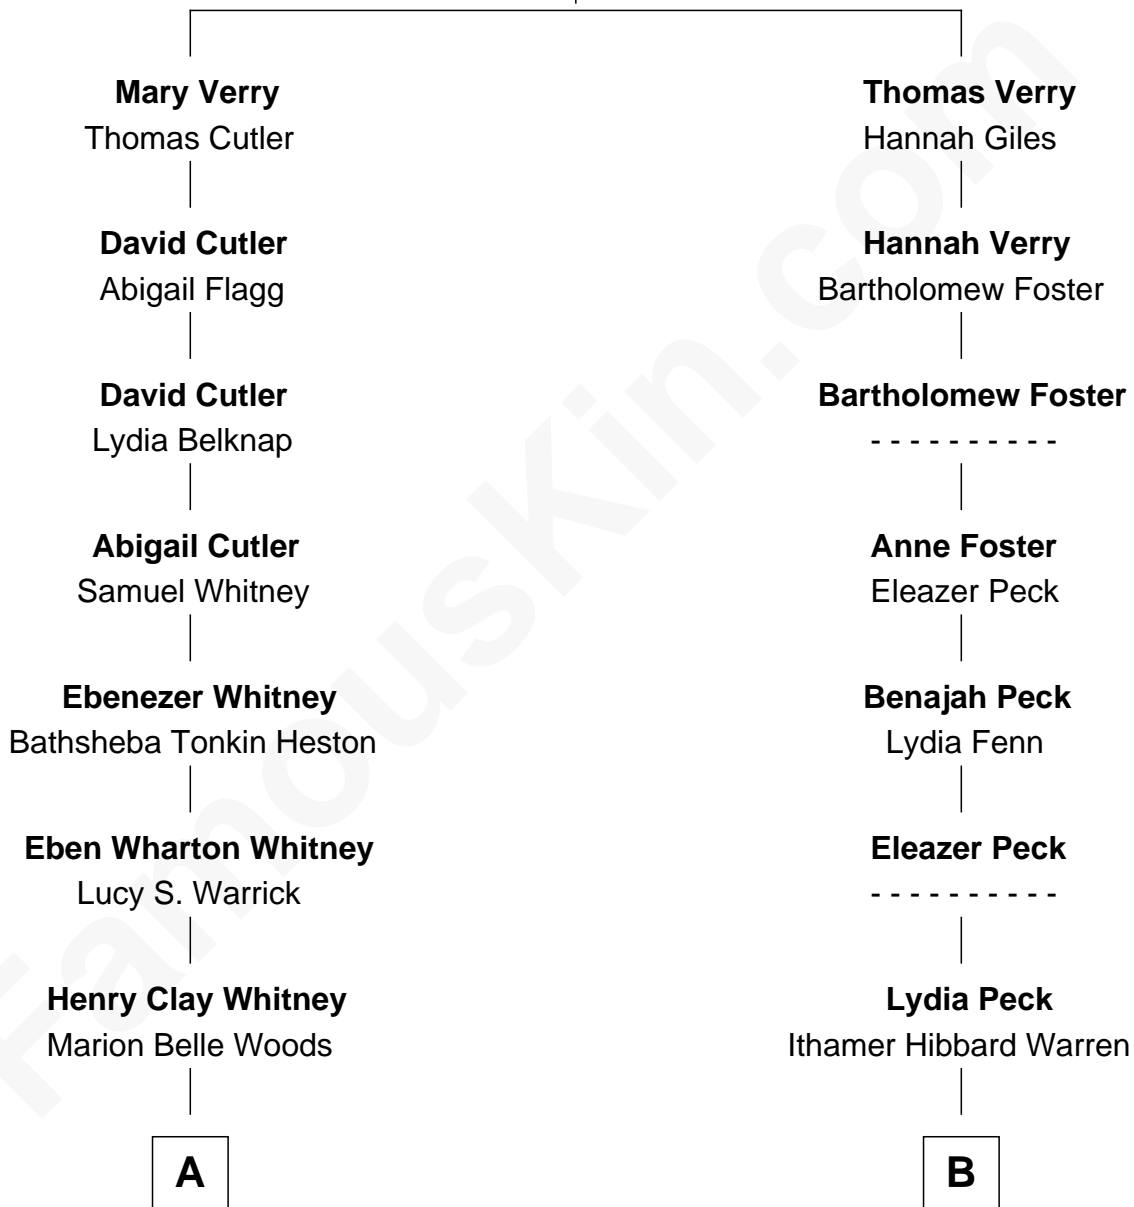 Mary Verry
Thomas Cutler
Thomas Verry
Hannah Giles
David Cutler
Abigail Flagg
Hannah Verry
Bartholomew Foster
David Cutler
Lydia Belknap
Bartholomew Foster
- - - - - - - - - -
Abigail Cutler
Samuel Whitney
Anne Foster
Eleazer Peck
Ebenezer Whitney
Bathsheba Tonkin Heston
Benajah Peck
Lydia Fenn
Eben Wharton Whitney
Lucy S. Warrick
Eleazer Peck
- - - - - - - - - -
Henry Clay Whitney
Marion Belle Woods
Lydia Peck
Ithamer Hibbard Warren
A
B
FamousKin.com